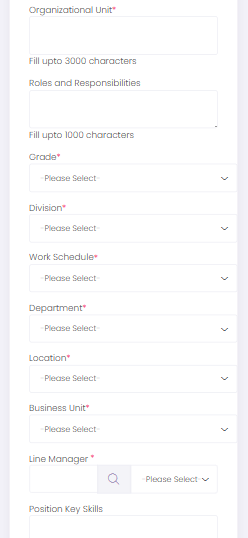 Organizational Unit*
Fill upto 3000 characters
Roles and Responsibilities
Fill upto 1000 characters
Grade*
-Please Select-
Division*
-Please Select-
Work Schedule*
-Please Select-
Department*
-Please Select-
Location*
-Please Select-
Business Unit*
-Please Select-
Line Manager *
-Please Select-
Position Key Skills